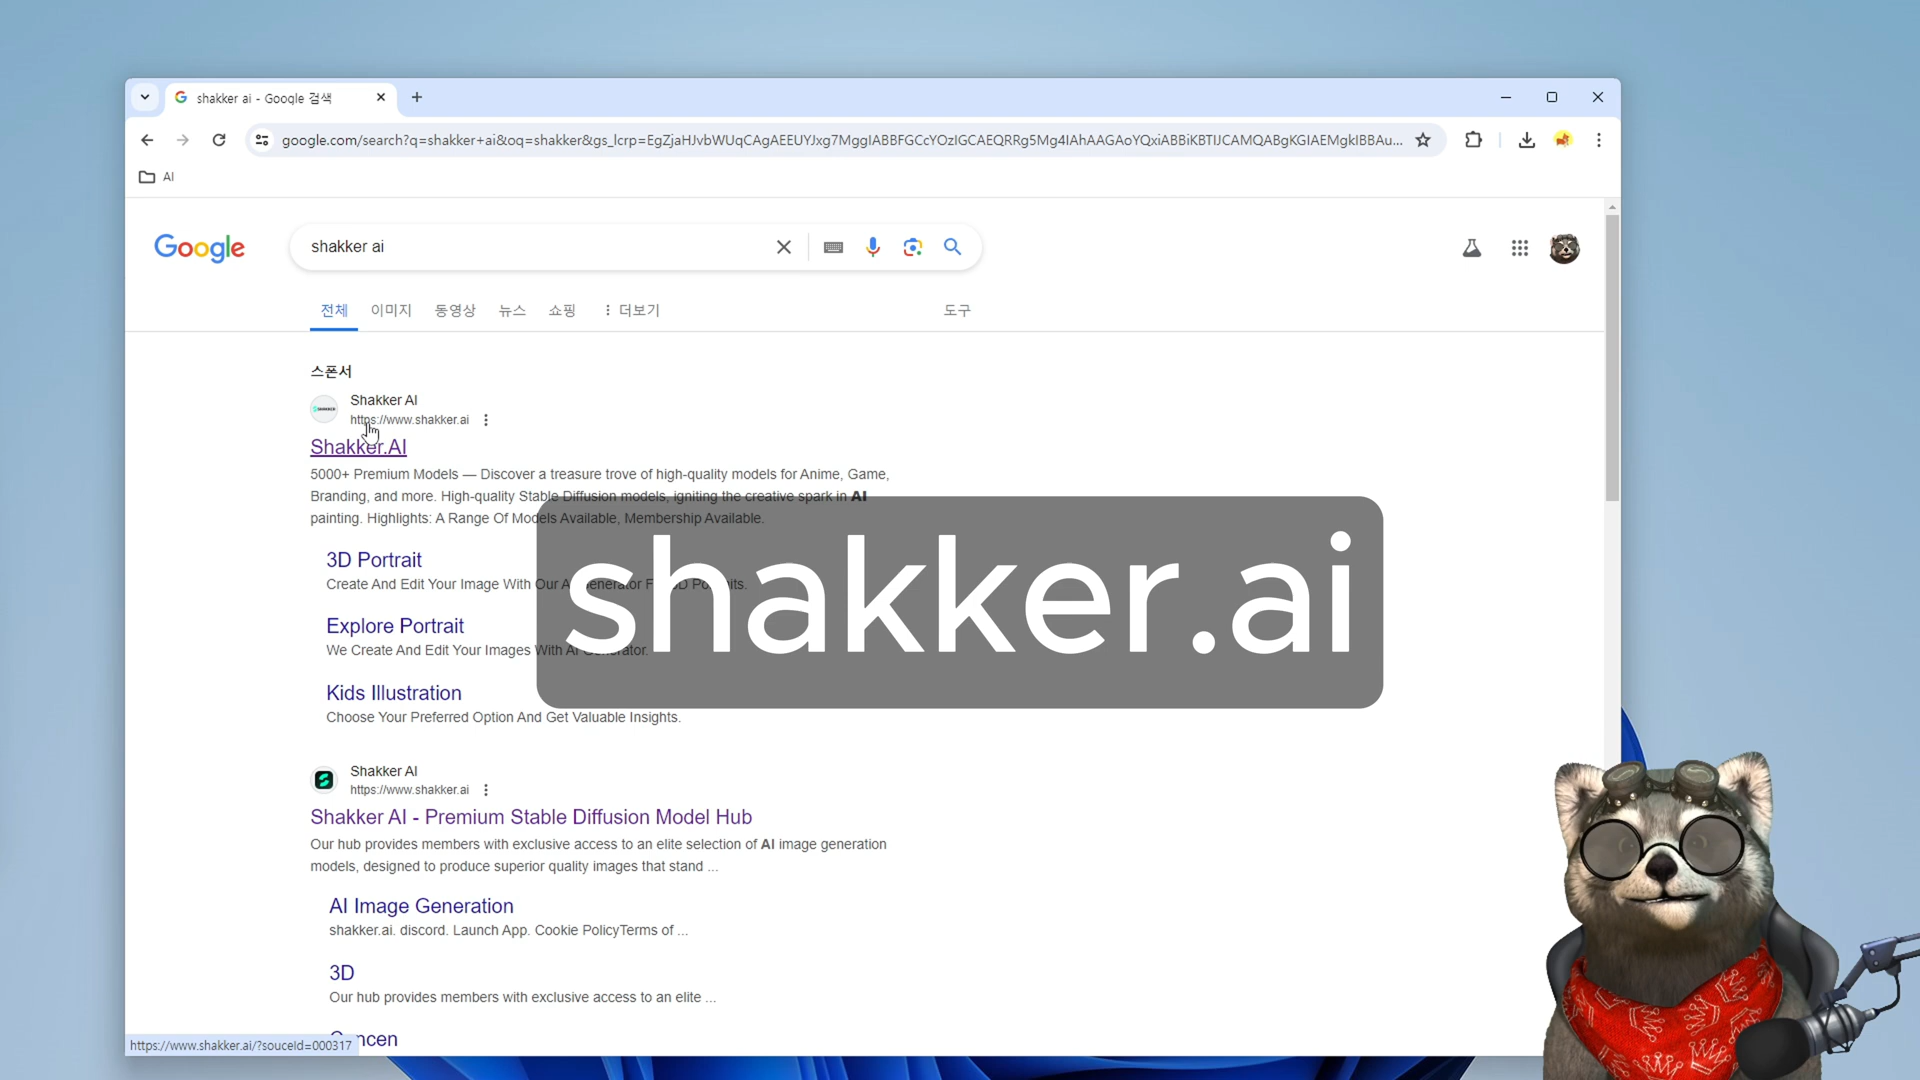 shakker ai - Google 검색
google.com/search?q=shakker+ai&oq=shakker&gs_lcrp=EgZjaHJvbWUqCAgAEEUYJxg7MggIABBFGCcYOzIGCAEQRRg5Mg4IAhAAGAoYQxiABBiKBTIJCAMQABgKGIAEMgkIBBAu...
AI
Google
shakker ai
전체 이미지 동영상 뉴스 쇼핑 더보기 도구
스폰서
Shakker AI
https://www.shakker.ai
Shakker.AI
5000+ Premium Models — Discover a treasure trove of high-quality models for Anime, Game,
Branding, and more. High-quality Stable Diffusion models, igniting the creative spark in AI
painting. Highlights: A Range Of Models Available, Membership Available.
3D Portrait
Create And Edit Your Image With Our AI Generator For 3D Portraits.
shakker.ai
Explore Portrait
We Create And Edit Your Images With AI Generator.
Kids Illustration
Choose Your Preferred Option And Get Valuable Insights.
Shakker AI
https://www.shakker.ai
Shakker AI - Premium Stable Diffusion Model Hub
Our hub provides members with exclusive access to an elite selection of AI image generation
models, designed to produce superior quality images that stand ...
AI Image Generation
shakker.ai. discord. Launch App. Cookie PolicyTerms of ...
3D
Our hub provides members with exclusive access to an elite ...
https://www.shakker.ai/?souceId=000317